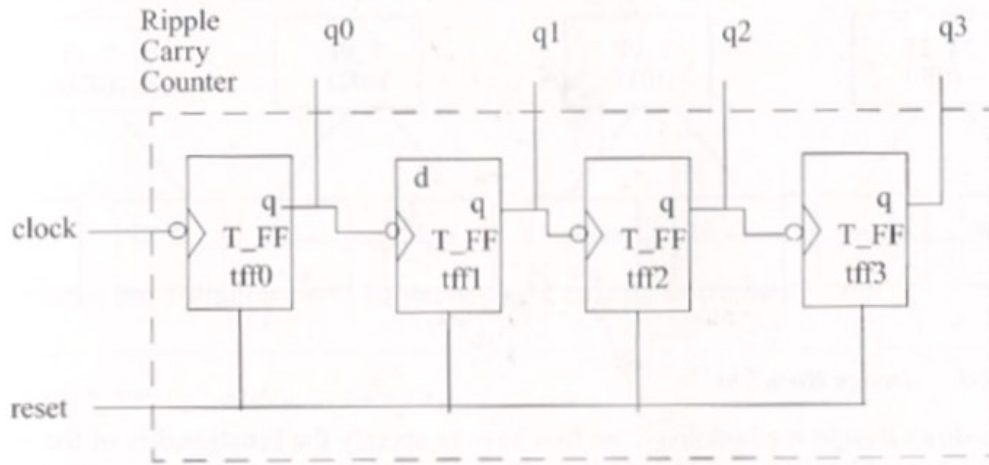 Ripple
Carry
Counter
q0
q1
q2
q3
d
q
q
q
q
clock
T_FF
T_FF
T_FF
T_FF
tff0
tff1
tff2
tff3
reset